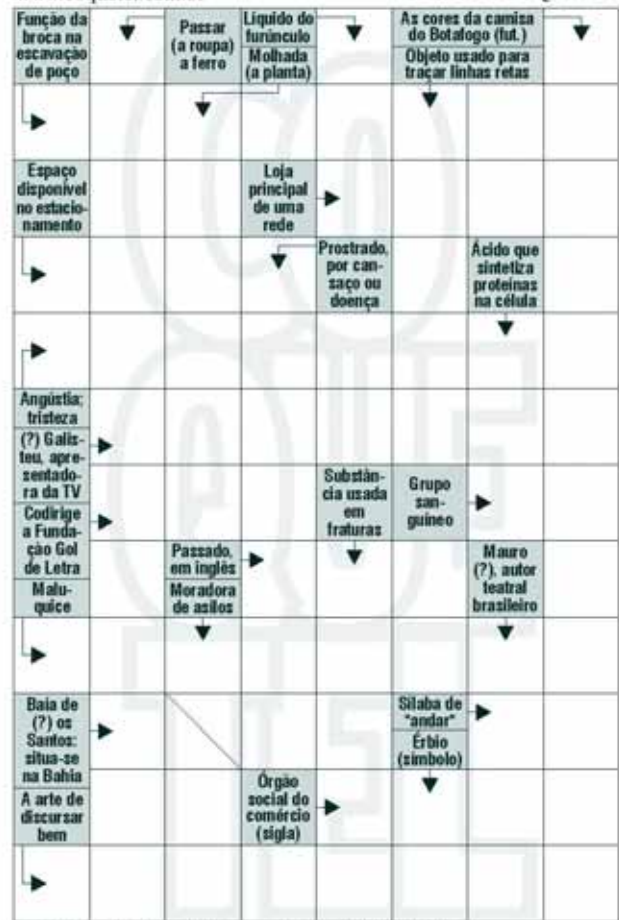 Função da
broca na
escavação
de poço
Passar
(a roupa)
a ferro
Líquido do
furúnculo
Molhada
(a planta)
As cores da camisa
do Botafogo (fut.)
Objeto usado para
traçar linhas retas
Espaço
disponível
no estacio-
namento
Loja
principal
de uma
rede
Prostrado,
por can-
saço ou
doença
Ácido que
sintetiza
proteínas
na célula
Angústia;
tristeza
(?) Galis-
teu, apre-
sentado-
ra da TV
Codirige
a Funda-
ção Gol
de Letra
Malu-
quice
Substân-
cia usada
em
fraturas
Grupo
san-
guíneo
Passado,
em inglês
Moradora
de asilos
Mauro
(?), autor
teatral
brasileiro
Baía de
(?) os
Santos:
situa-se
na Bahia
A arte de
discursar
bem
Sílaba de
"andar"
Érbio
(símbolo)
Órgão
social do
comércio
(sigla)
COQUETEL